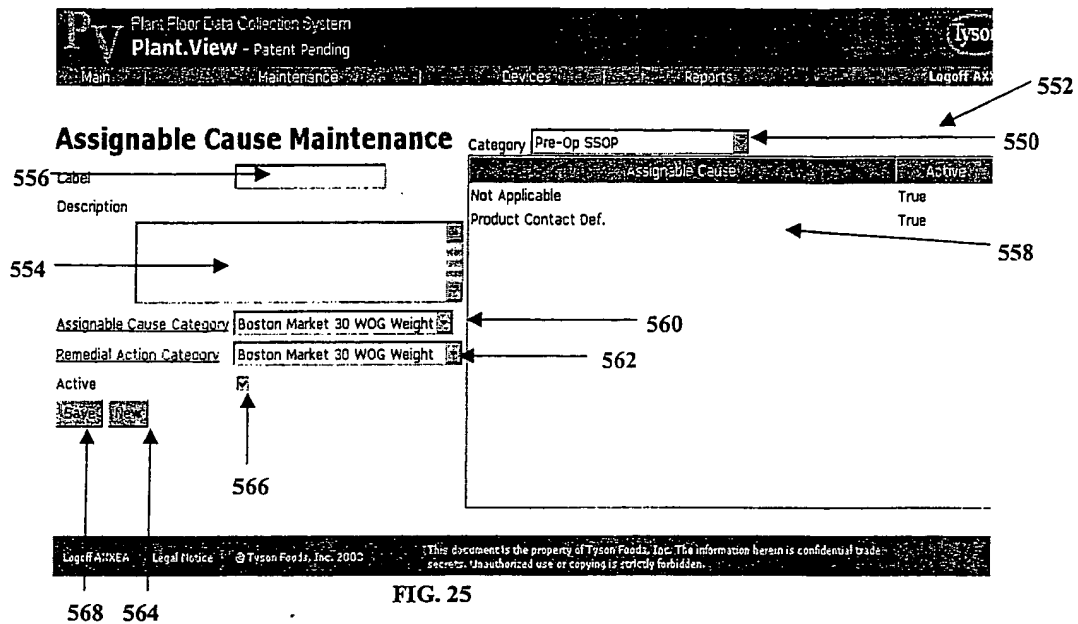 PV
Plant Floor Data Collection System
Plant.View - Patent Pending
Tyson
Main Maintenance Devices Reports Logoff AXX
552
Assignable Cause Maintenance
Category Pre-Op SSOP
550
556 Label
Assignable Cause Active
Not Applicable True
Description
Product Contact Def. True
558
554
Assignable Cause Category Boston Market 30 WOG Weight
560
Remedial Action Category Boston Market 30 WOG Weight
562
Active
Save New
566
Logoff AXXEA Legal Notice @ Tyson Foods, Inc. This document is the property of Tyson Foods, Inc. The information herein is confidential trade
secrets. Unauthorized use or copying is strictly forbidden.
FIG. 25
568 564